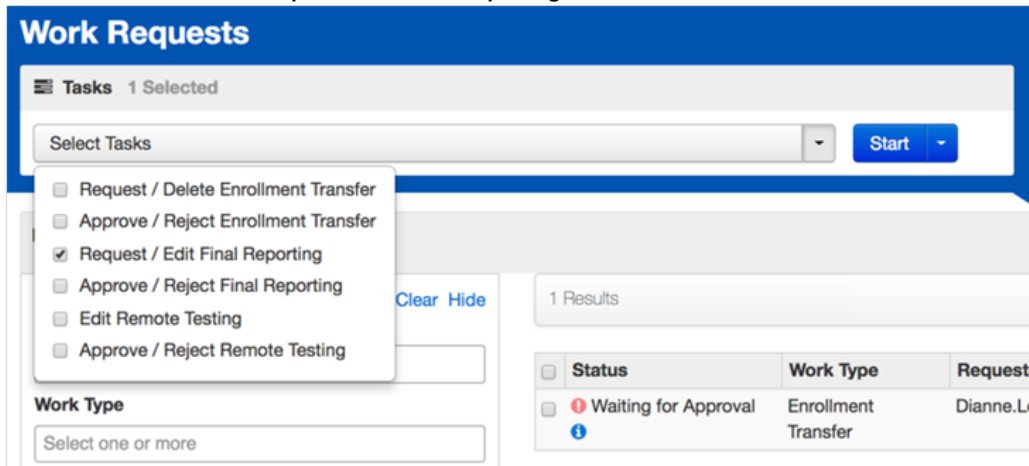 Work Requests
Tasks 1 Selected
Select Tasks
Start
Request / Delete Enrollment Transfer
Approve / Reject Enrollment Transfer
Request / Edit Final Reporting
Approve / Reject Final Reporting
Edit Remote Testing
Approve / Reject Remote Testing
Clear Hide
Work Type
Select one or more
1 Results
Status Work Type Request
Waiting for Approval Enrollment Dianne.L
Transfer